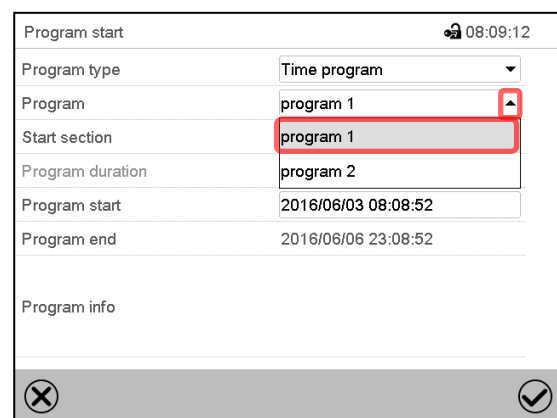 Program start 08:09:12
Program type Time program
Program program 1
Start section program 1
Program duration program 2
Program start 2016/06/03 08:08:52
Program end 2016/06/06 23:08:52
Program info